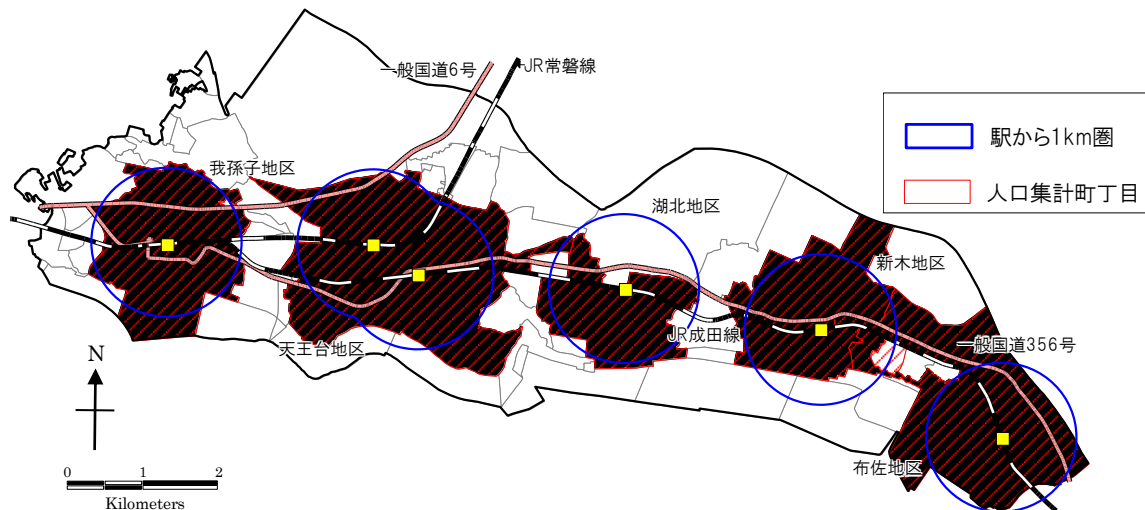 一般国道6号
JR常磐線
駅から1km圏
人口集計町丁目
我孫子地区
湖北地区
新木地区
JR成田線
天王台地区
一般国道356号
布佐地区
N
0 1 2
Kilometers